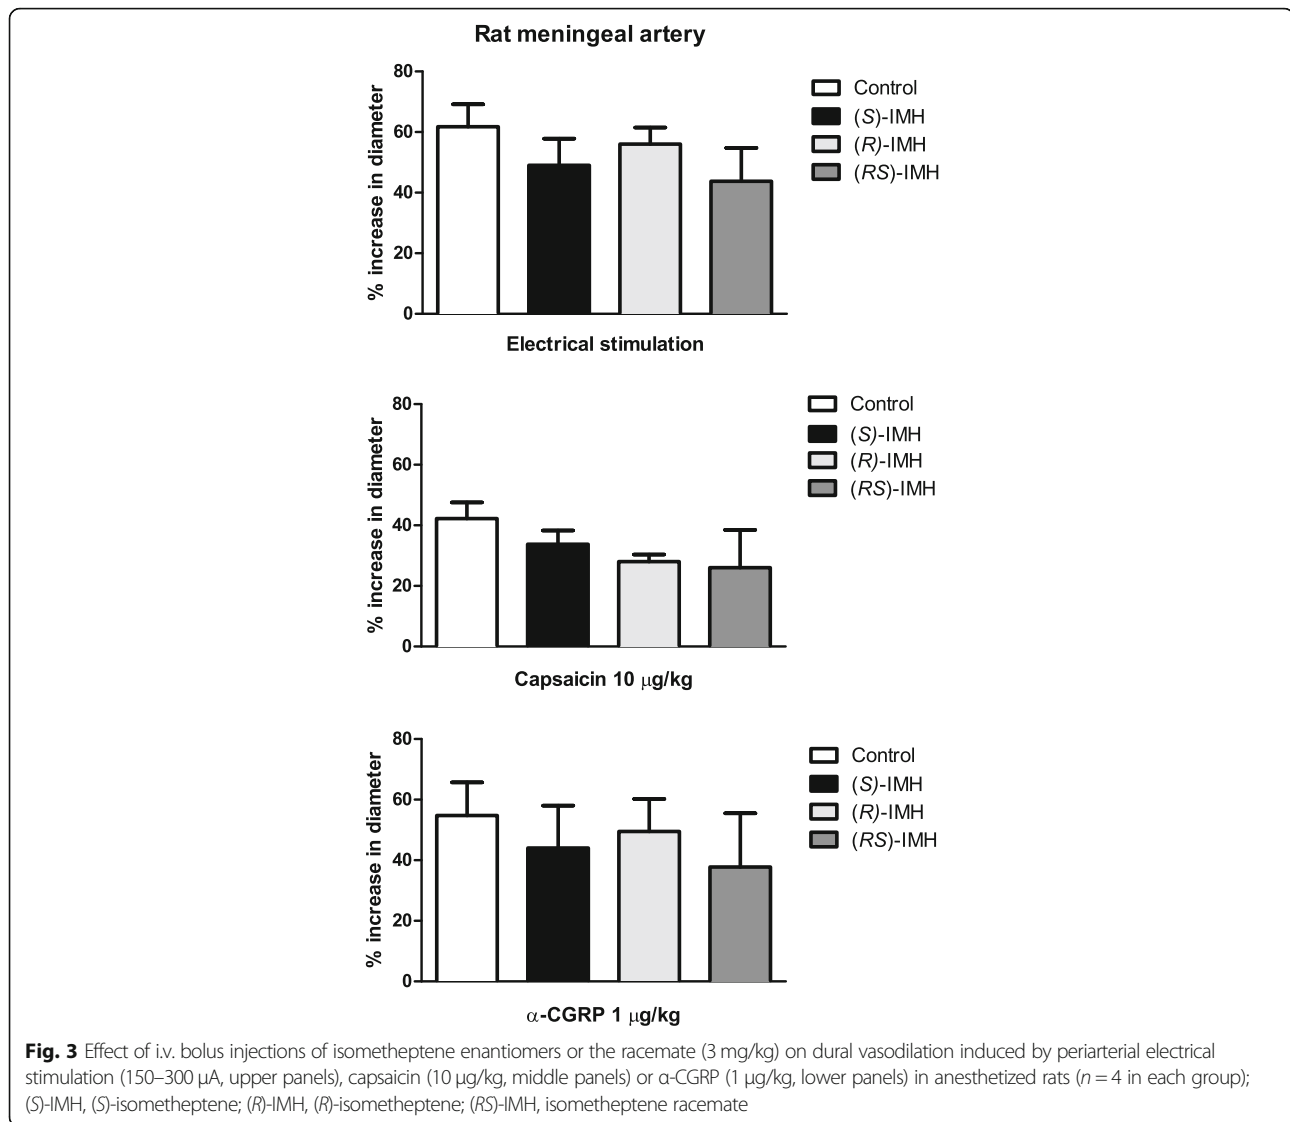 Rat meningeal artery
% increase in diameter
80
60
40
20
0
Control
(S)-IMH
(R)-IMH
(RS)-IMH
Electrical stimulation
% increase in diameter
80
60
40
20
0
Control
(S)-IMH
(R)-IMH
(RS)-IMH
Capsaicin 10 μg/kg
% increase in diameter
80
60
40
20
0
Control
(S)-IMH
(R)-IMH
(RS)-IMH
α-CGRP 1 μg/kg
Fig. 3 Effect of i.v. bolus injections of isometheptene enantiomers or the racemate (3 mg/kg) on dural vasodilation induced by periarterial electrical
stimulation (150–300 μA, upper panels), capsaicin (10 μg/kg, middle panels) or α-CGRP (1 μg/kg, lower panels) in anesthetized rats (n = 4 in each group);
(S)-IMH, (S)-isometheptene; (R)-IMH, (R)-isometheptene; (RS)-IMH, isometheptene racemate